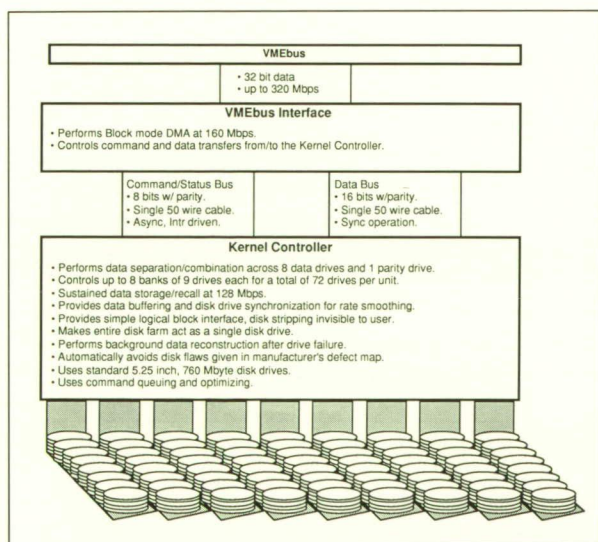 VMEbus
• 32 bit data
• up to 320 Mbps
VMEbus Interface
• Performs Block mode DMA at 160 Mbps.
• Controls command and data transfers from/to the Kernel Controller.
Command/Status Bus
• 8 bits w/ parity.
• Single 50 wire cable.
• Async, Intr driven.
Data Bus
• 16 bits w/parity.
• Single 50 wire cable.
• Sync operation.
Kernel Controller
• Performs data separation/combination across 8 data drives and 1 parity drive.
• Controls up to 8 banks of 9 drives each for a total of 72 drives per unit.
• Sustained data storage/recall at 128 Mbps.
• Provides data buffering and disk drive synchronization for rate smoothing.
• Provides simple logical block interface, disk stripping invisible to user.
• Makes entire disk farm act as a single disk drive.
• Performs background data reconstruction after drive failure.
• Automatically avoids disk flaws given in manufacturer's defect map.
• Uses standard 5.25 inch, 760 Mbyte disk drives.
• Uses command queuing and optimizing.